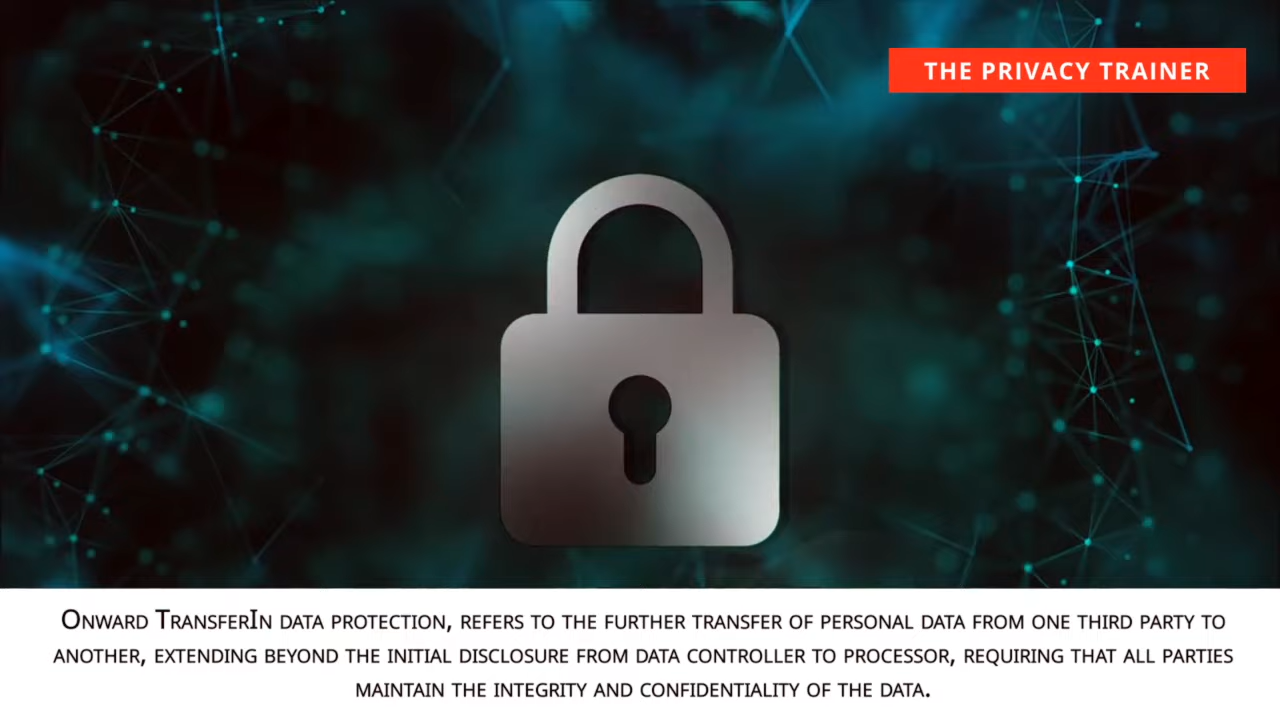 THE PRIVACY TRAINER
Onward TransferIn data protection, refers to the further transfer of personal data from one third party to
another, extending beyond the initial disclosure from data controller to processor, requiring that all parties
maintain the integrity and confidentiality of the data.